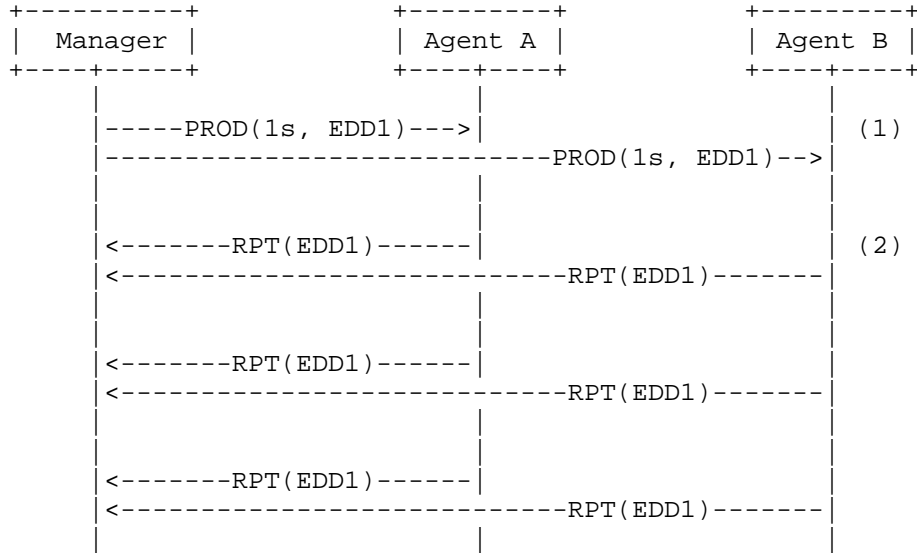 Manager Agent A Agent B
PROD(1s, EDD1) (1)
PROD(1s, EDD1)
RPT(EDD1) (2)
RPT(EDD1)
RPT(EDD1)
RPT(EDD1)
RPT(EDD1)
RPT(EDD1)